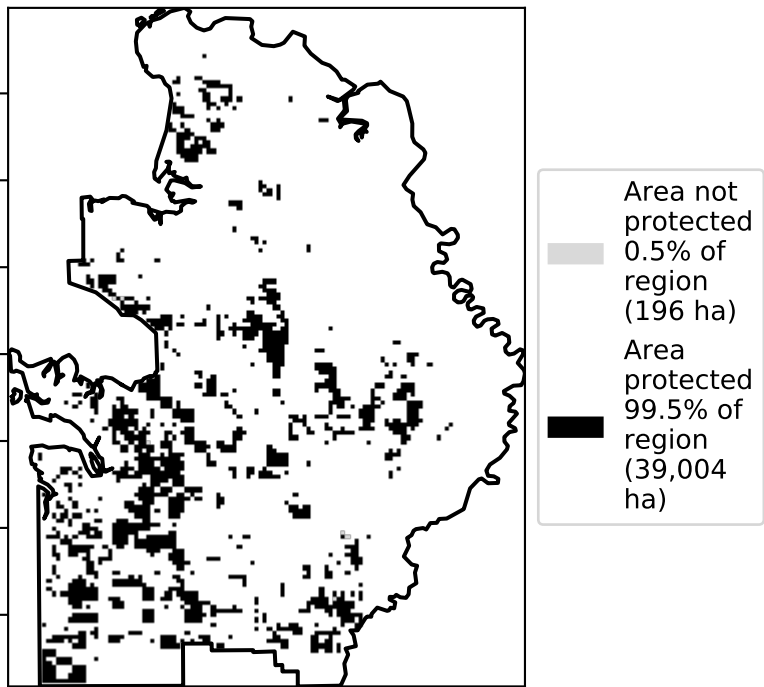 Area not
protected
0.5% of
region
(196 ha)
Area
protected
99.5% of
region
(39,004
ha)